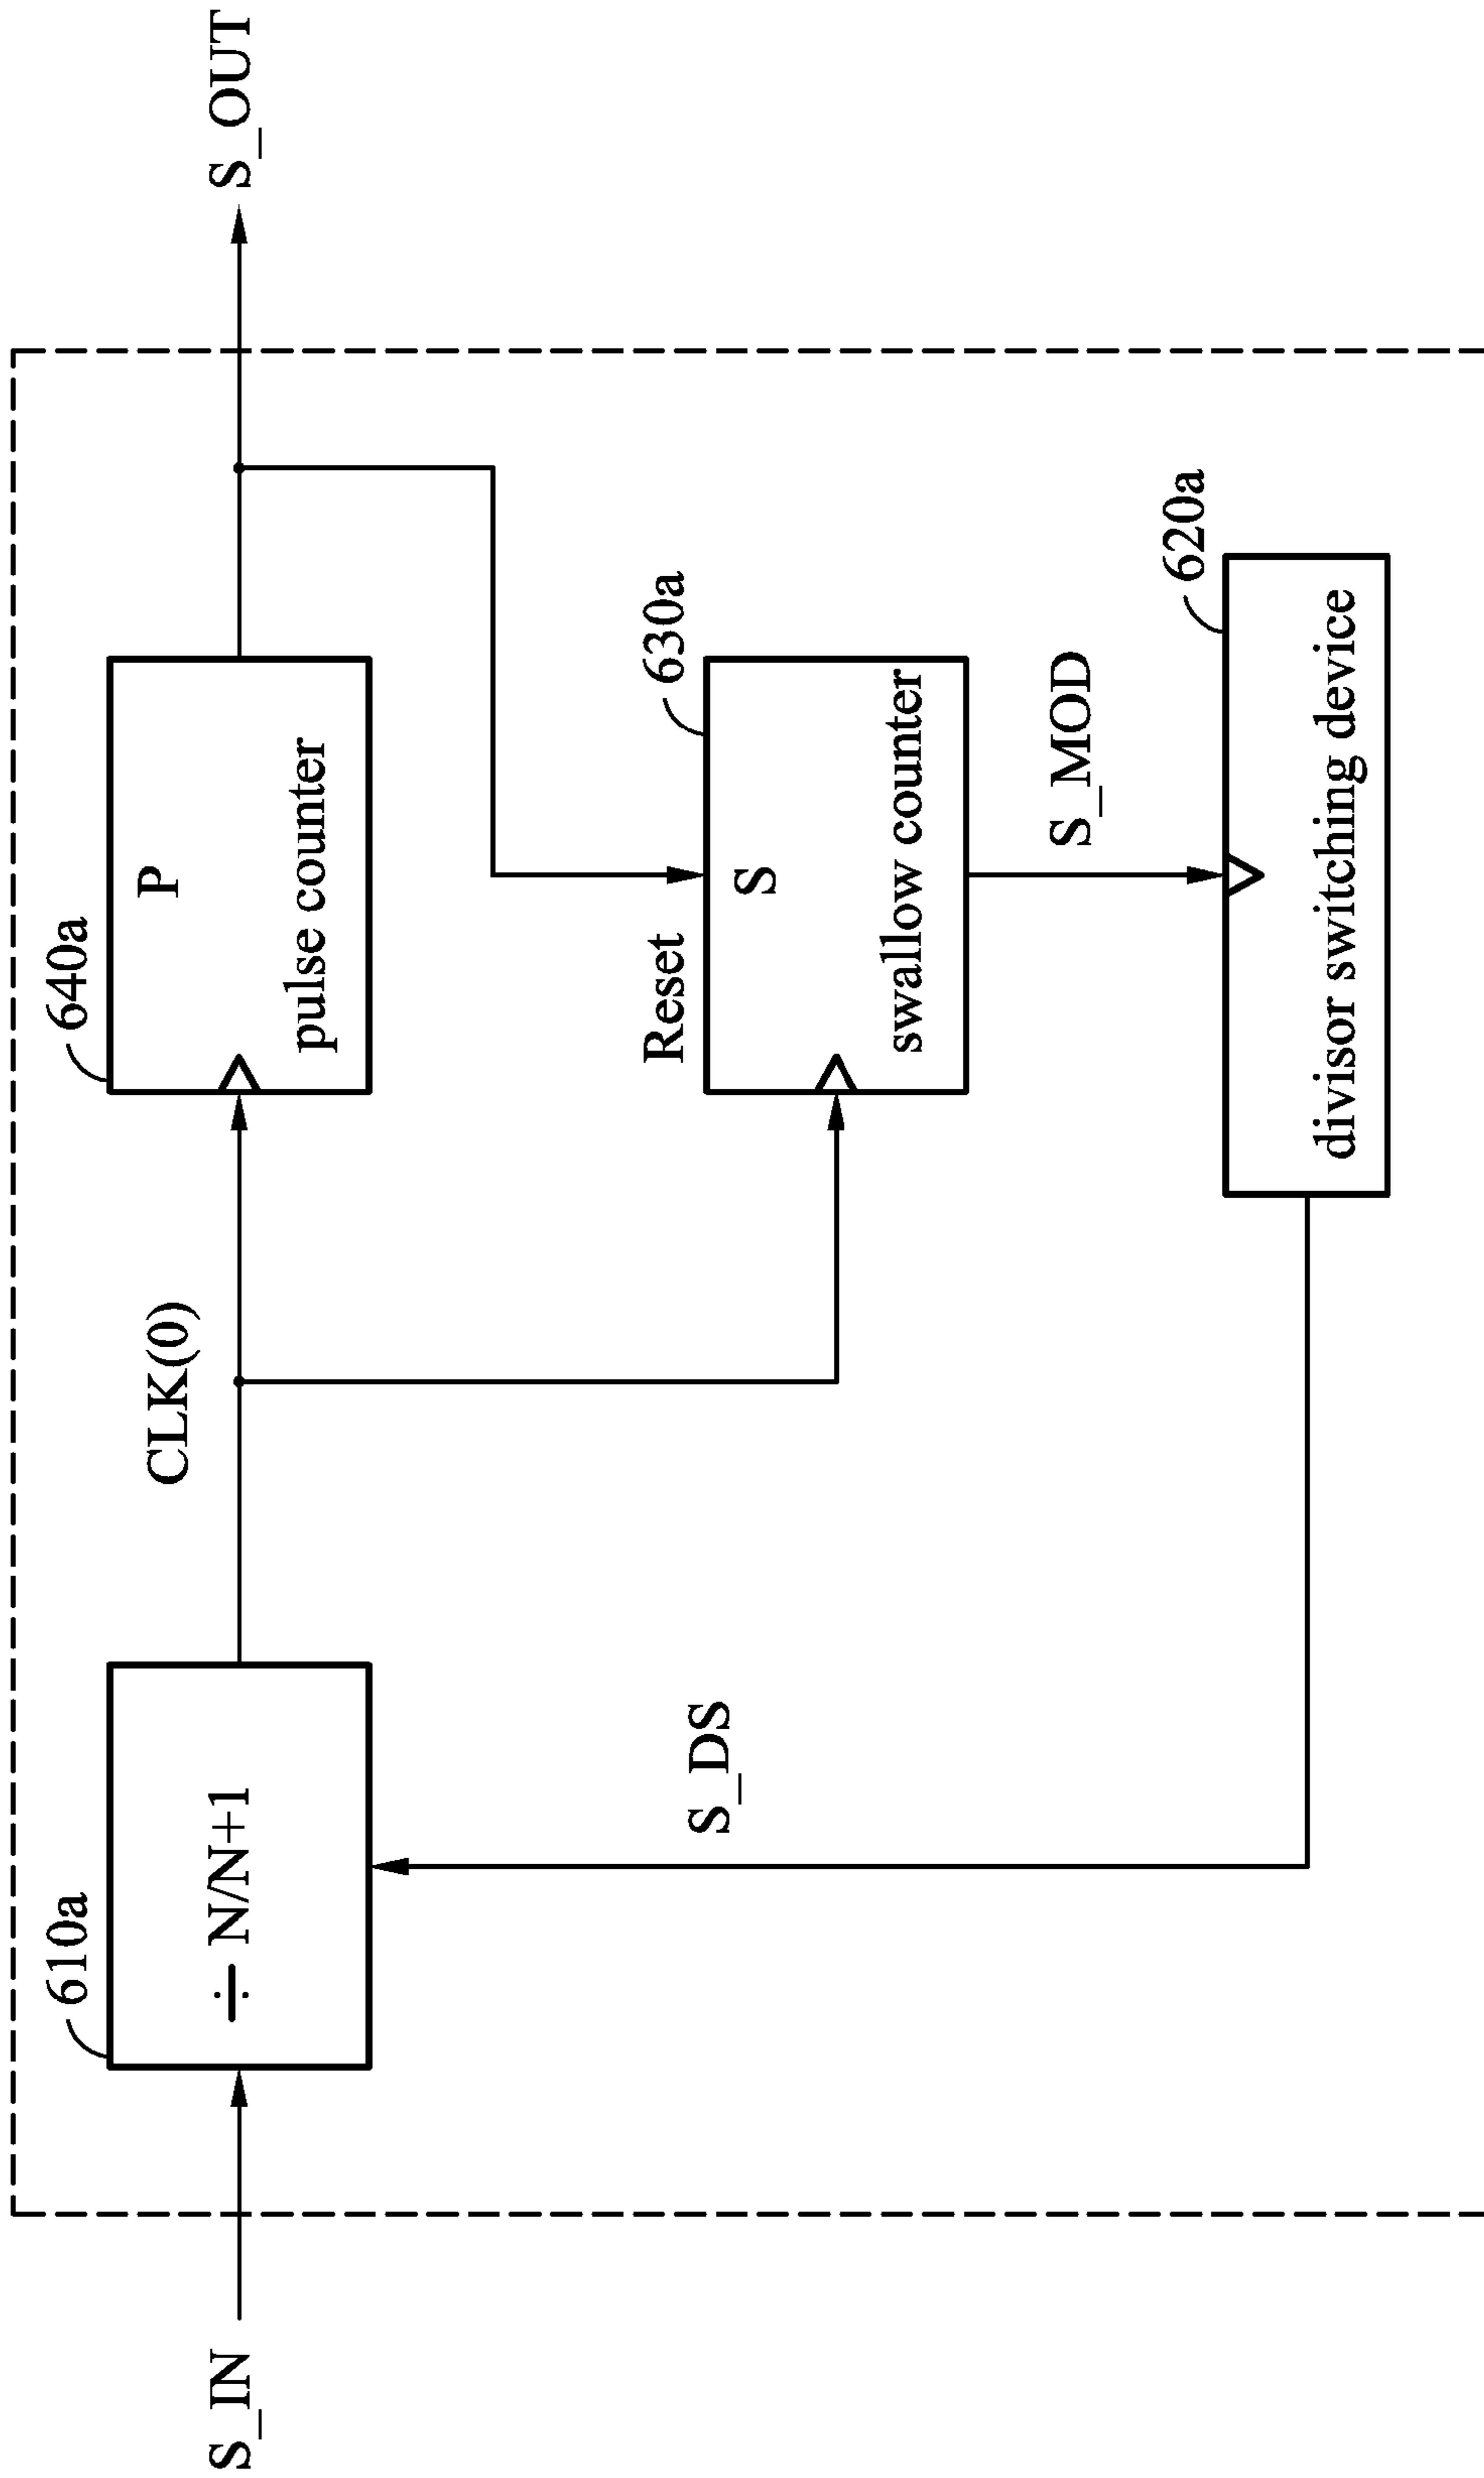 S_IN
610a
÷ N/N+1
CLK(0)
640a
P
pulse counter
S_OUT
Reset
630a
S
swallow counter
S_DS
S_MOD
620a
divisor switching device